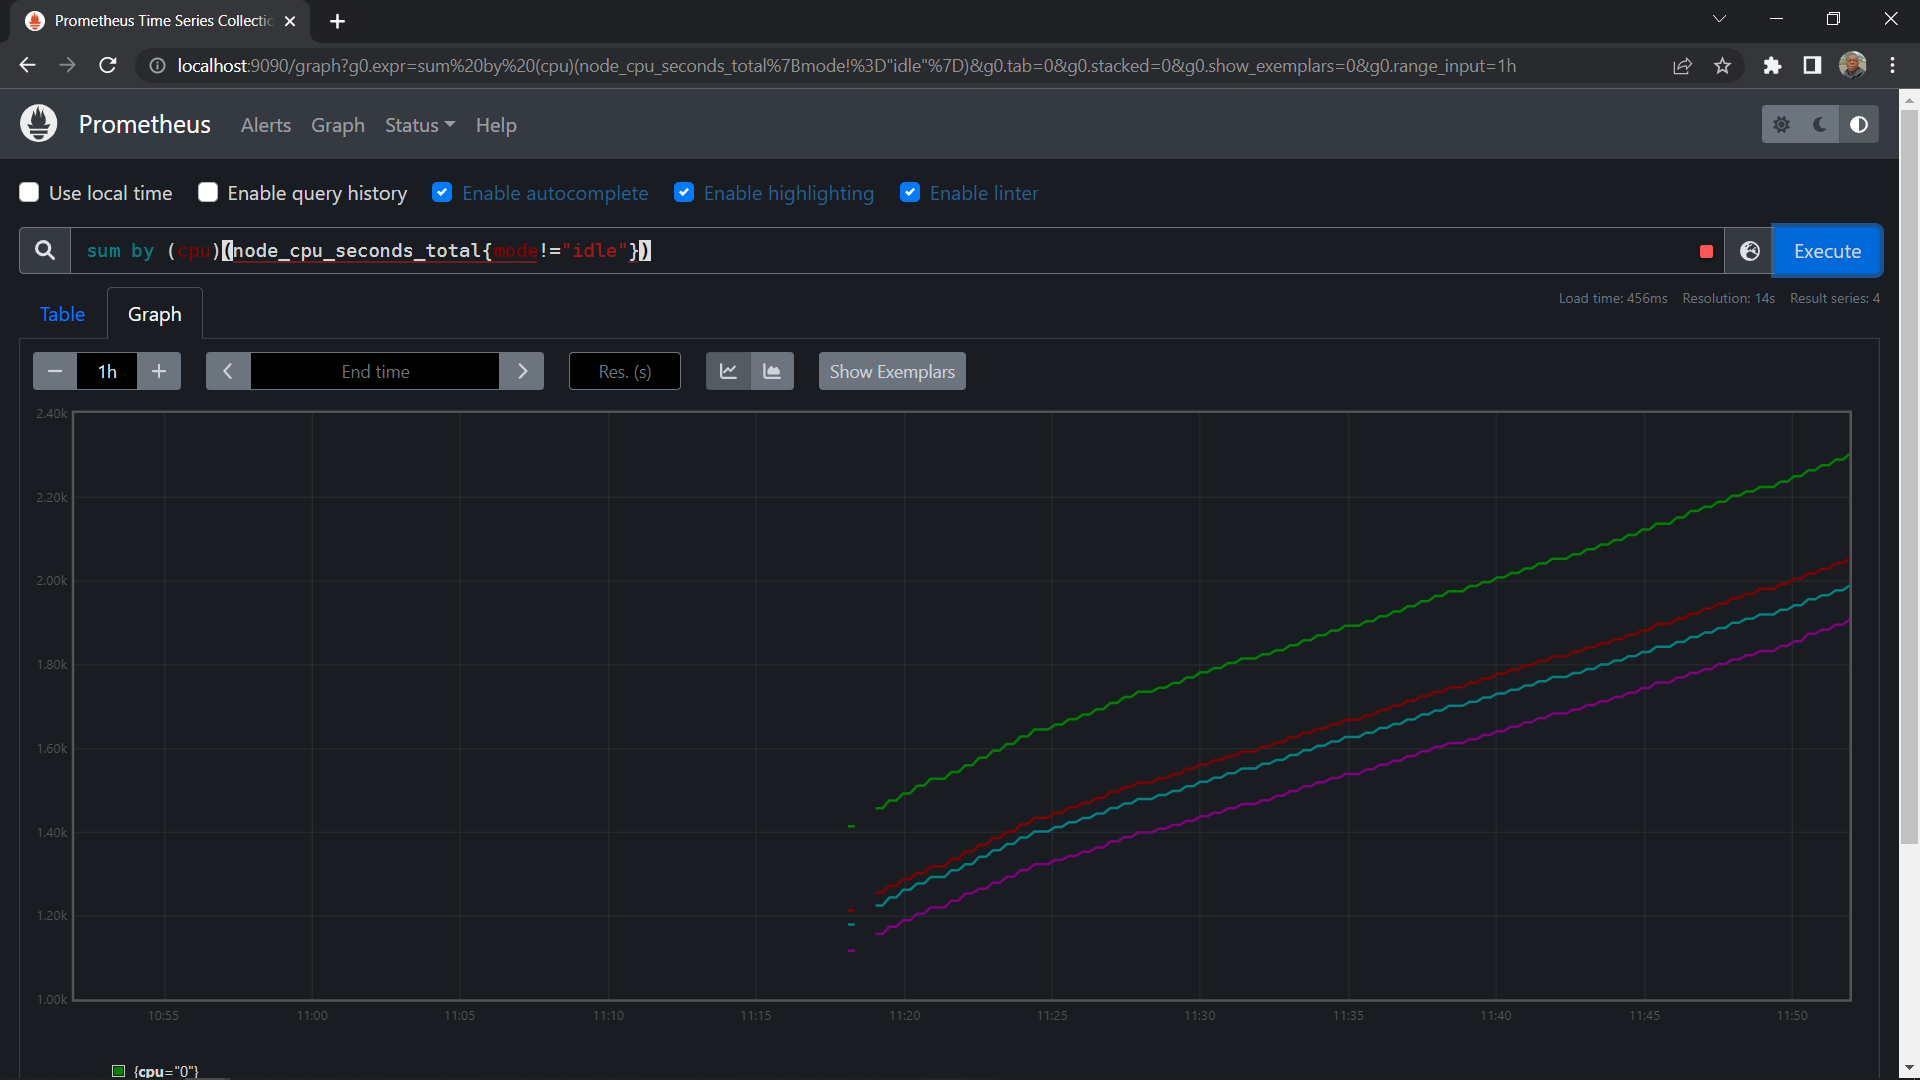 Prometheus Time Series Collectio
localhost:9090/graph?g0.expr=sum%20by%20(cpu)(node_cpu_seconds_total%7Bmode!%3D"idle"%7D)&g0.tab=0&g0.stacked=0&g0.show_exemplars=0&g0.range_input=1h
Prometheus Alerts Graph Status Help
Use local time Enable query history Enable autocomplete Enable highlighting Enable linter
sum by (cpu)(node_cpu_seconds_total{mode!="idle"}) Execute
Load time: 456ms Resolution: 14s Result series: 4
Table Graph
1h End time Res. (s) Show Exemplars
2.40k
2.20k
2.00k
1.80k
1.60k
1.40k
1.20k
1.00k
10:55 11:00 11:05 11:10 11:15 11:20 11:25 11:30 11:35 11:40 11:45 11:50
{cpu="0"}